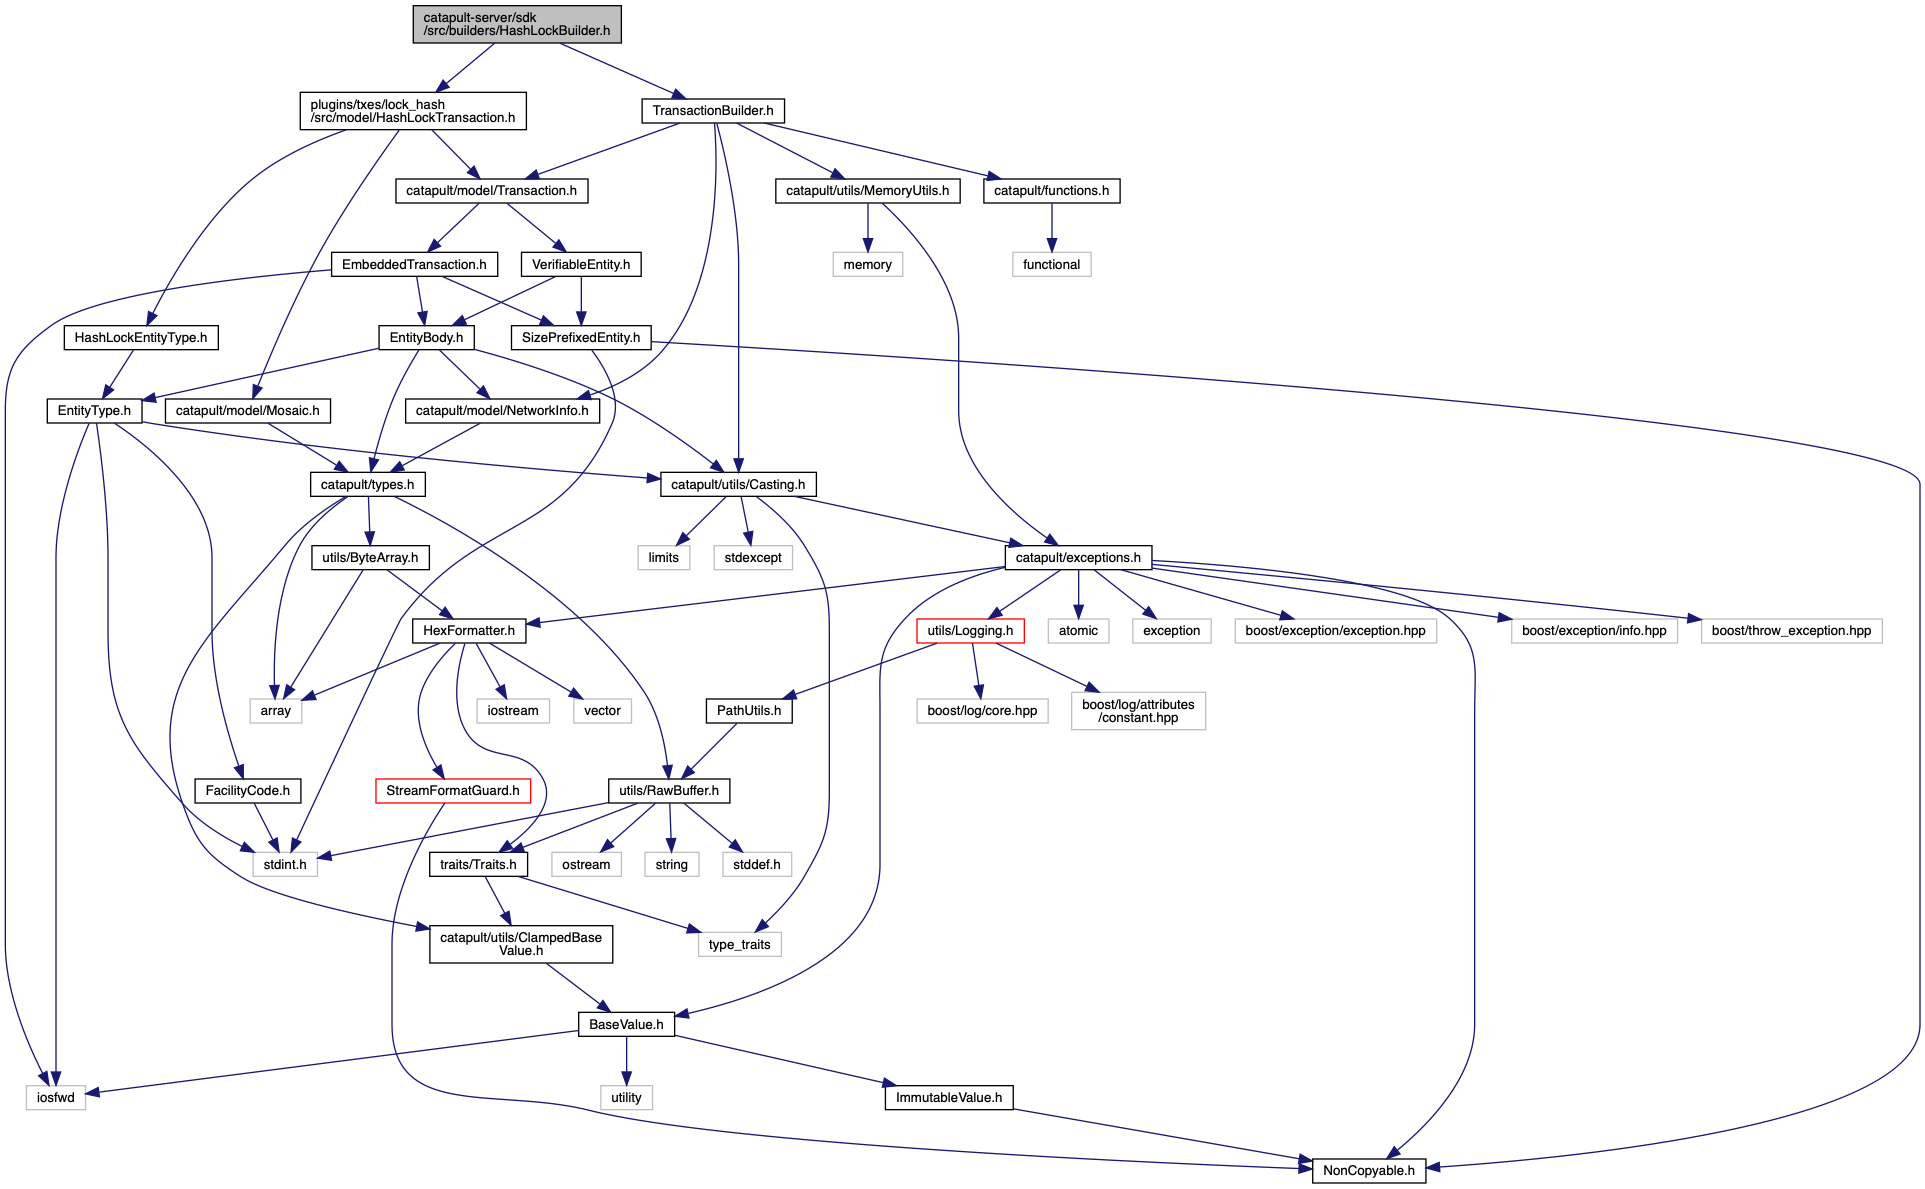 catapult-server/sdk
/src/builders/HashLockBuilder.h
plugins/txes/lock_hash
/src/model/HashLockTransaction.h
TransactionBuilder.h
catapult/model/Transaction.h
catapult/utils/MemoryUtils.h
catapult/functions.h
EmbeddedTransaction.h
VerifiableEntity.h
memory
functional
HashLockEntityType.h
EntityBody.h
SizePrefixedEntity.h
EntityType.h
catapult/model/Mosaic.h
catapult/model/NetworkInfo.h
catapult/types.h
catapult/utils/Casting.h
utils/ByteArray.h
limits
stdexcept
catapult/exceptions.h
HexFormatter.h
utils/Logging.h
atomic
exception
boost/exception/exception.hpp
boost/exception/info.hpp
boost/throw_exception.hpp
array
iostream
vector
PathUtils.h
boost/log/core.hpp
boost/log/attributes
/constant.hpp
FacilityCode.h
StreamFormatGuard.h
utils/RawBuffer.h
stdint.h
traits/Traits.h
ostream
string
stddef.h
catapult/utils/ClampedBase
Value.h
type_traits
BaseValue.h
iosfwd
utility
ImmutableValue.h
NonCopyable.h